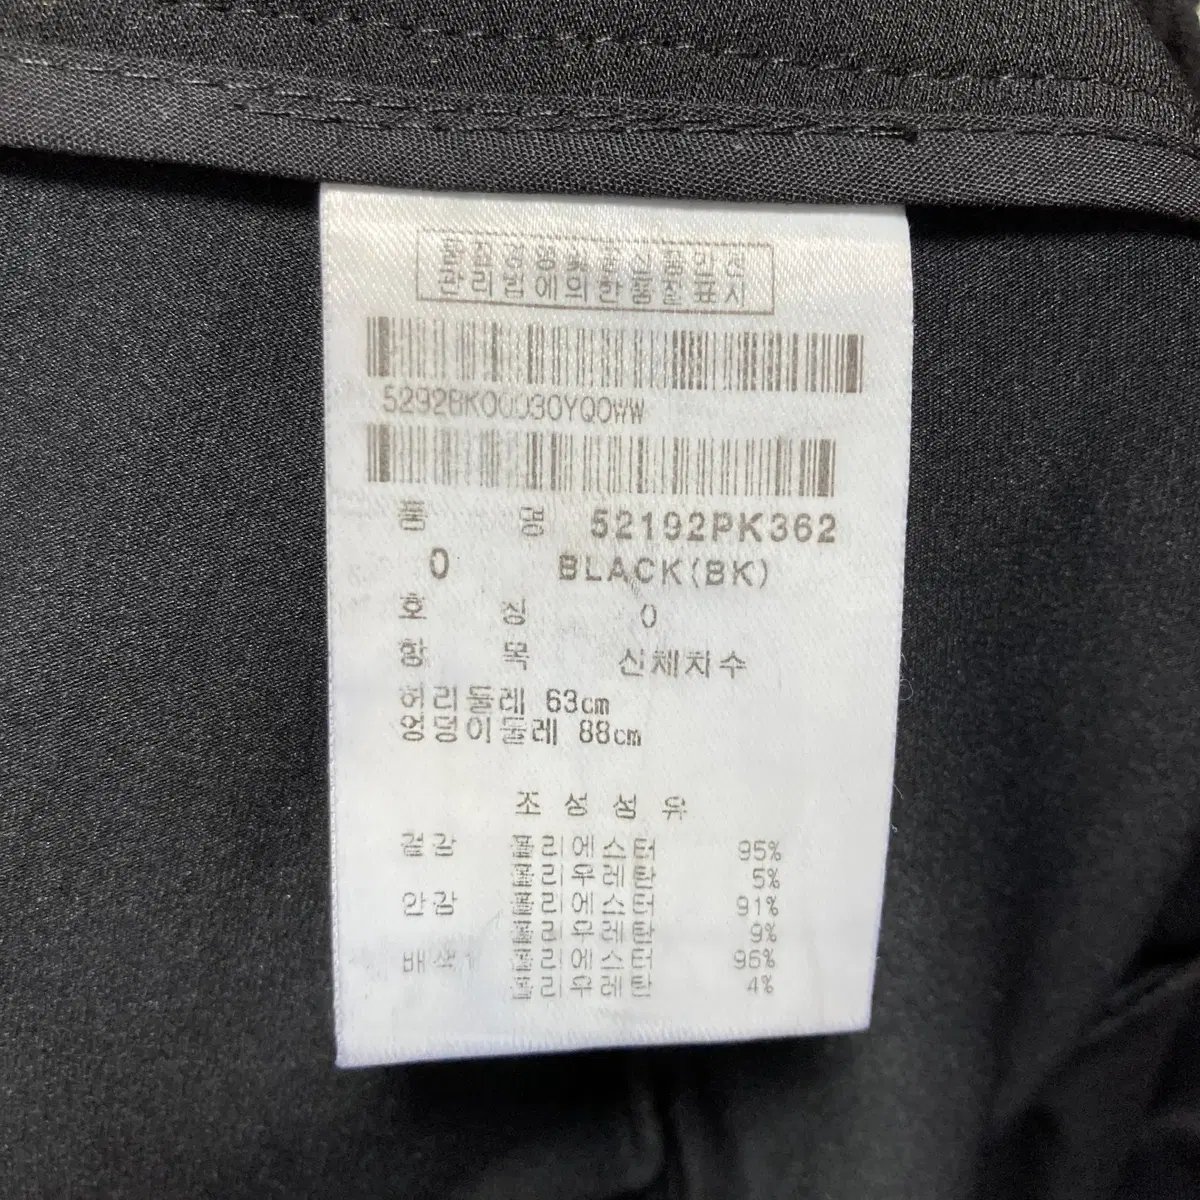 품질경영및공산품안전
관리법에의한품질표시
5292BK00030YQ0WW
품 명 52192PK362
0 BLACK(BK)
호 칭 0
항 목 신체치수
허리둘레 63cm
엉덩이둘레 88cm
조 성 섬 유
겉감 폴리에스터 95%
폴리우레탄 5%
안감 폴리에스터 91%
폴리우레탄 9%
배색1 폴리에스터 96%
폴리우레탄 4%